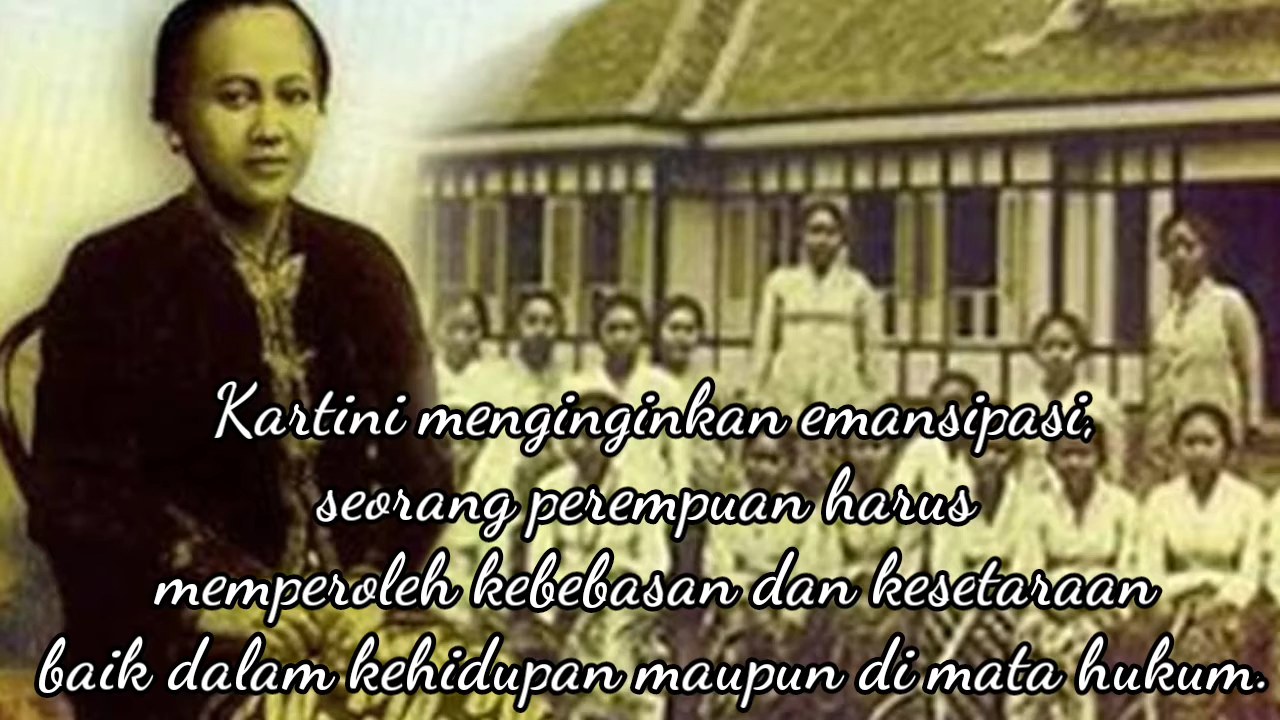 Kartini menginginkan emansipasi,
seorang perempuan harus
memperoleh kebebasan dan kesetaraan
baik dalam kehidupan maupun di mata hukum.